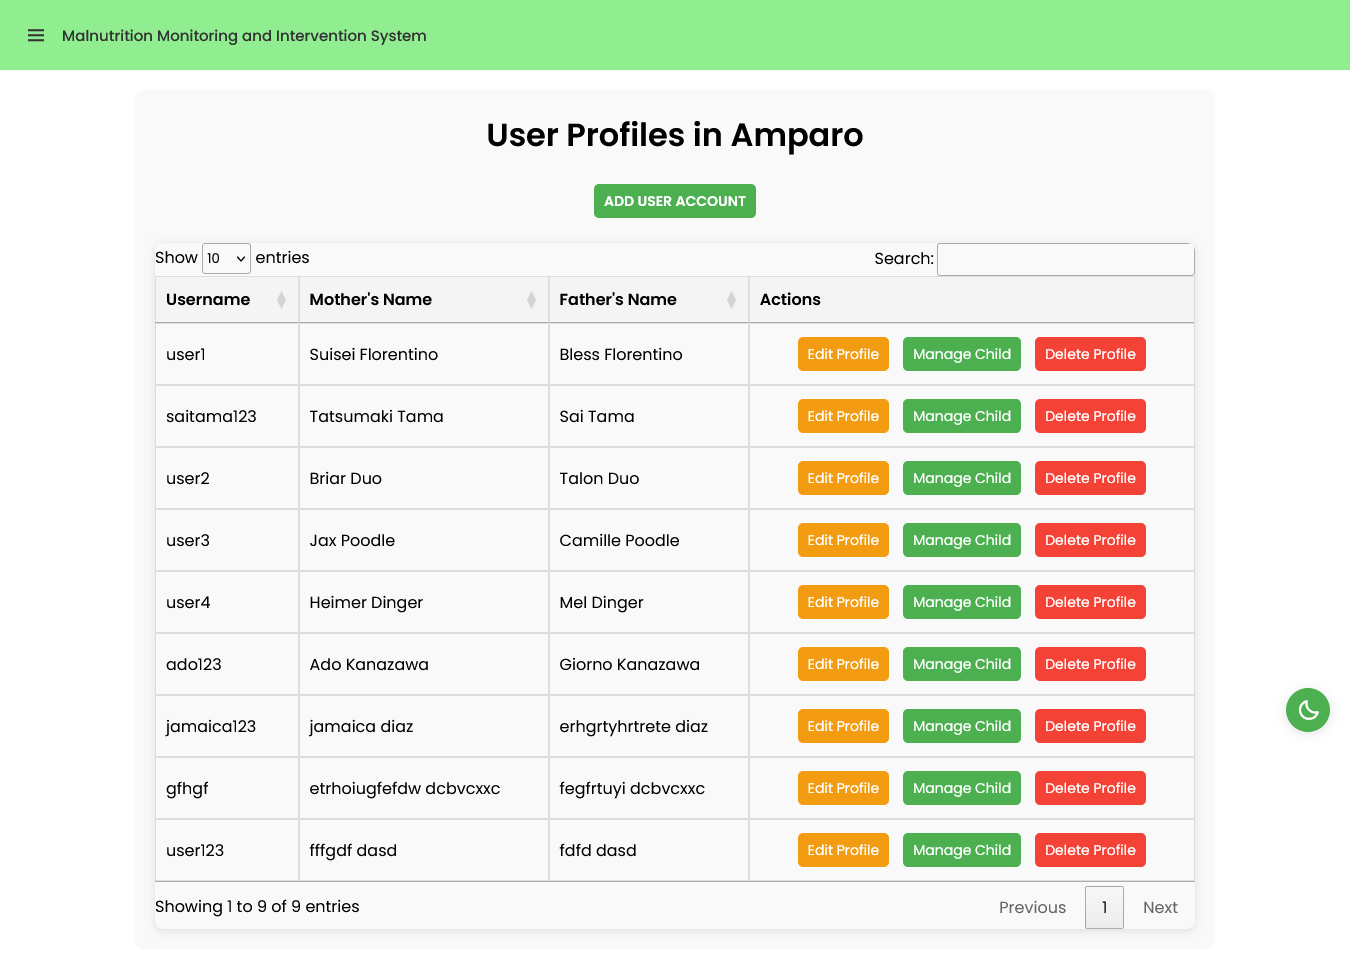 Malnutrition Monitoring and Intervention System
User Profiles in Amparo
ADD USER ACCOUNT
Show 10 entries Search:
Username Mother's Name Father's Name Actions
user1 Suisei Florentino Bless Florentino Edit Profile Manage Child Delete Profile
saitama123 Tatsumaki Tama Sai Tama Edit Profile Manage Child Delete Profile
user2 Briar Duo Talon Duo Edit Profile Manage Child Delete Profile
user3 Jax Poodle Camille Poodle Edit Profile Manage Child Delete Profile
user4 Heimer Dinger Mel Dinger Edit Profile Manage Child Delete Profile
ado123 Ado Kanazawa Giorno Kanazawa Edit Profile Manage Child Delete Profile
jamaica123 jamaica diaz erhgrtyhrtrete diaz Edit Profile Manage Child Delete Profile
gfhgf etrhoiugfefdw dcbvcxxc fegfrtuyi dcbvcxxc Edit Profile Manage Child Delete Profile
user123 fffgdf dasd fdfd dasd Edit Profile Manage Child Delete Profile
Showing 1 to 9 of 9 entries Previous 1 Next